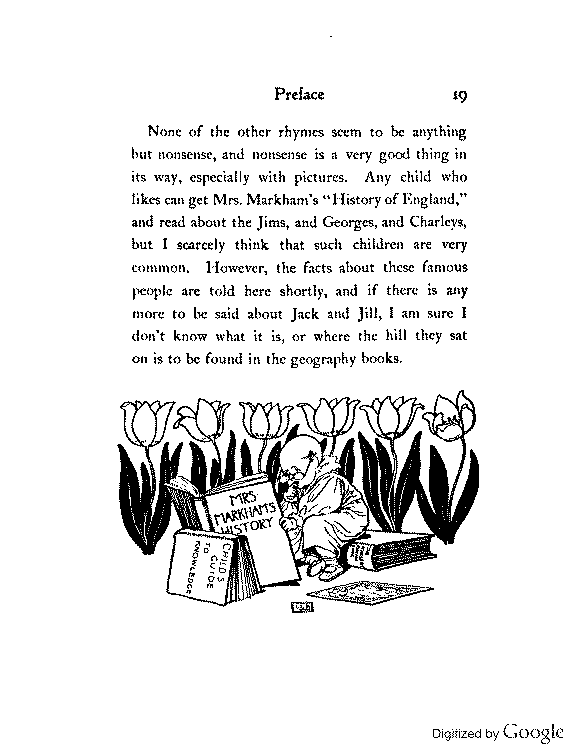 Preface 19
None of the other rhymes seem to be anything
but nonsense, and nonsense is a very good thing in
its way, especially with pictures. Any child who
likes can get Mrs. Markham's "History of England,"
and read about the Jims, and Georges, and Charleys,
but I scarcely think that such children are very
common. However, the facts about these famous
people are told here shortly, and if there is any
more to be said about Jack and Jill, I am sure I
don't know what it is, or where the hill they sat
on is to be found in the geography books.
MRS
MARKHAM'S
HISTORY
CHILD'S
GUIDE
TO
KNOWLEDGE
Digitized by Google